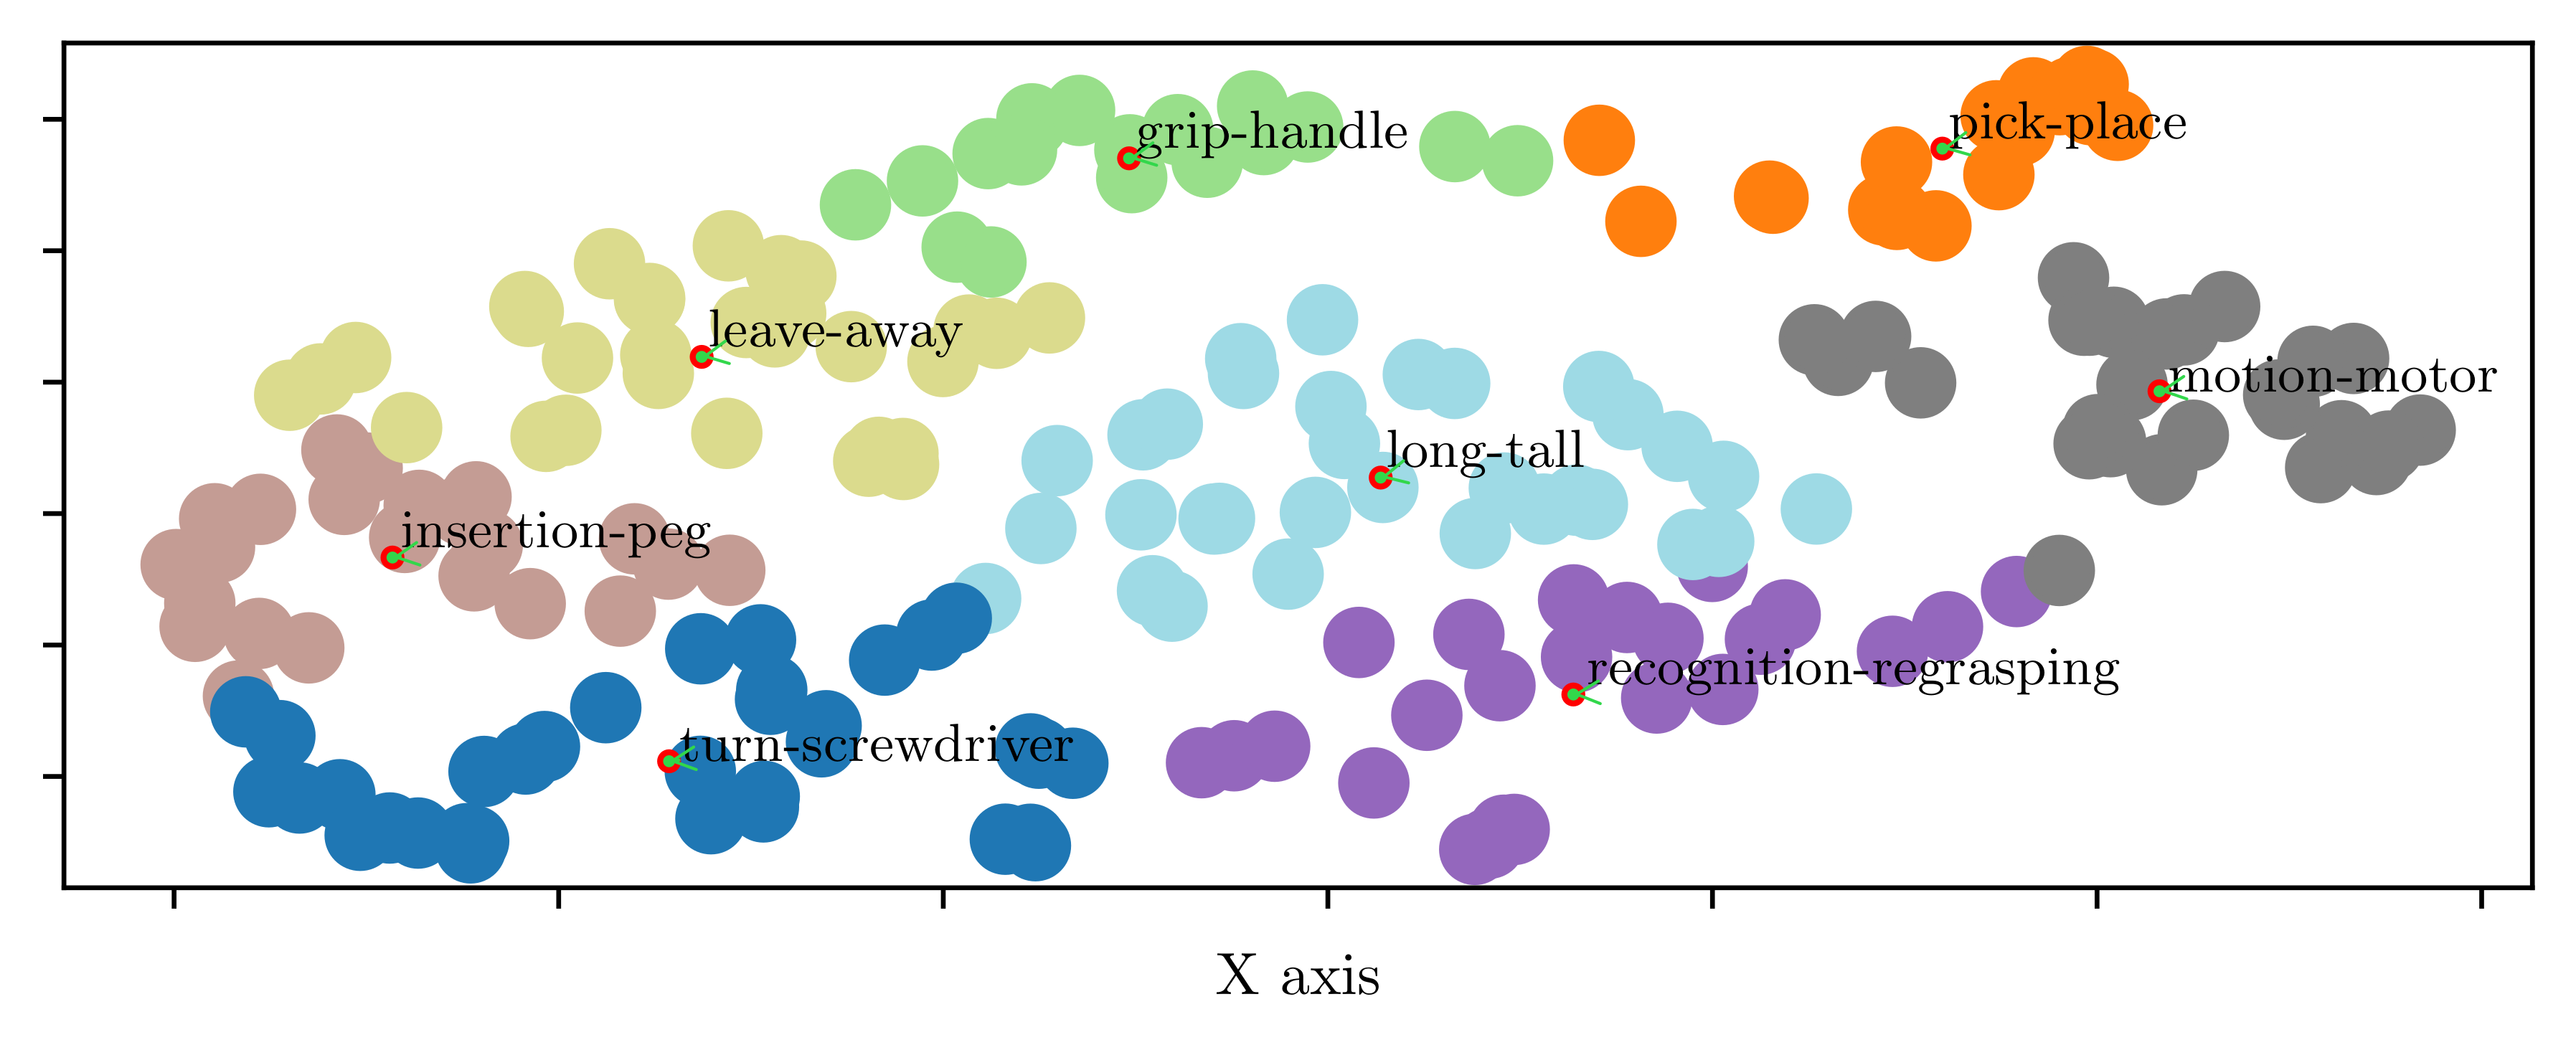 grip-handle
pick-place
leave-away
motion-motor
long-tall
insertion-peg
recognition-regrasping
turn-screwdriver
X axis